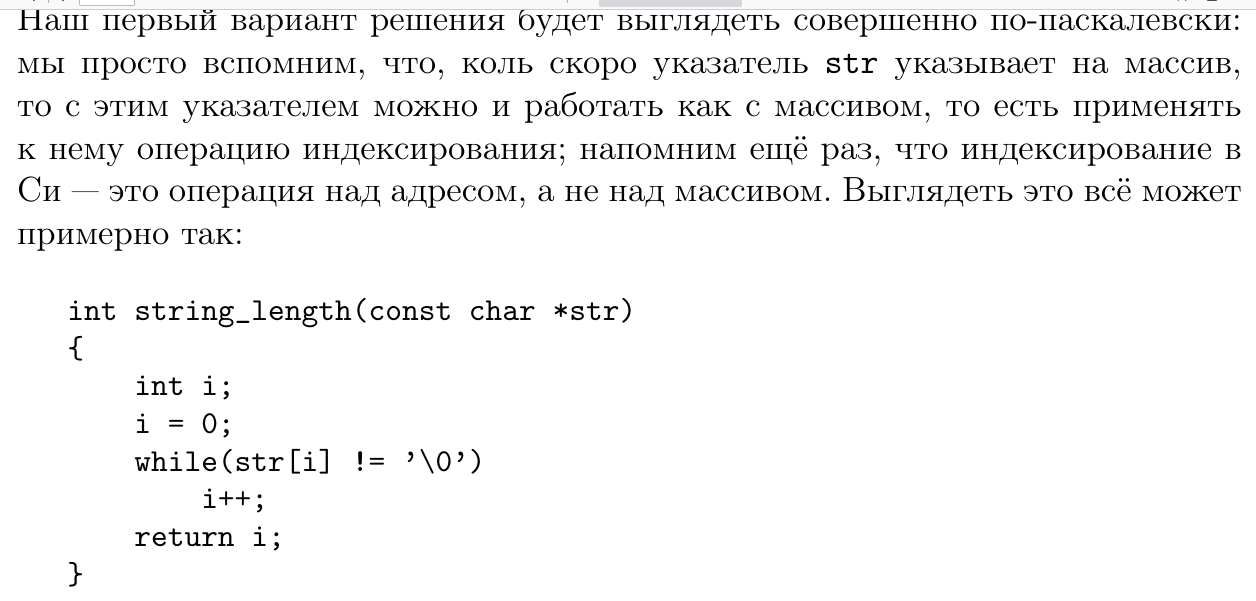 Наш первый вариант решения будет выглядеть совершенно по-паскалевски:
мы просто вспомним, что, коль скоро указатель str указывает на массив,
то с этим указателем можно и работать как с массивом, то есть применять
к нему операцию индексирования; напомним ещё раз, что индексирование в
Си — это операция над адресом, а не над массивом. Выглядеть это всё может
примерно так:
int string_length(const char *str)
{
int i;
i = 0;
while(str[i] != ’\0’)
i++;
return i;
}